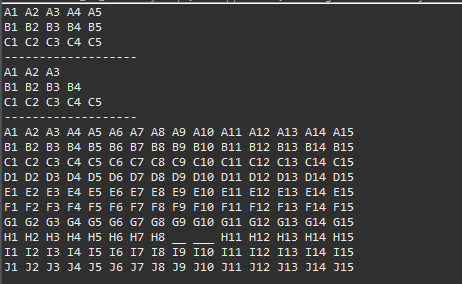 A1 A2 A3 A4 A5
B1 B2 B3 B4 B5
C1 C2 C3 C4 C5
-------------------
A1 A2 A3
B1 B2 B3 B4
C1 C2 C3 C4 C5
-------------------
A1 A2 A3 A4 A5 A6 A7 A8 A9 A10 A11 A12 A13 A14 A15
B1 B2 B3 B4 B5 B6 B7 B8 B9 B10 B11 B12 B13 B14 B15
C1 C2 C3 C4 C5 C6 C7 C8 C9 C10 C11 C12 C13 C14 C15
D1 D2 D3 D4 D5 D6 D7 D8 D9 D10 D11 D12 D13 D14 D15
E1 E2 E3 E4 E5 E6 E7 E8 E9 E10 E11 E12 E13 E14 E15
F1 F2 F3 F4 F5 F6 F7 F8 F9 F10 F11 F12 F13 F14 F15
G1 G2 G3 G4 G5 G6 G7 G8 G9 G10 G11 G12 G13 G14 G15
H1 H2 H3 H4 H5 H6 H7 H8 __ ___ H11 H12 H13 H14 H15
I1 I2 I3 I4 I5 I6 I7 I8 I9 I10 I11 I12 I13 I14 I15
J1 J2 J3 J4 J5 J6 J7 J8 J9 J10 J11 J12 J13 J14 J15